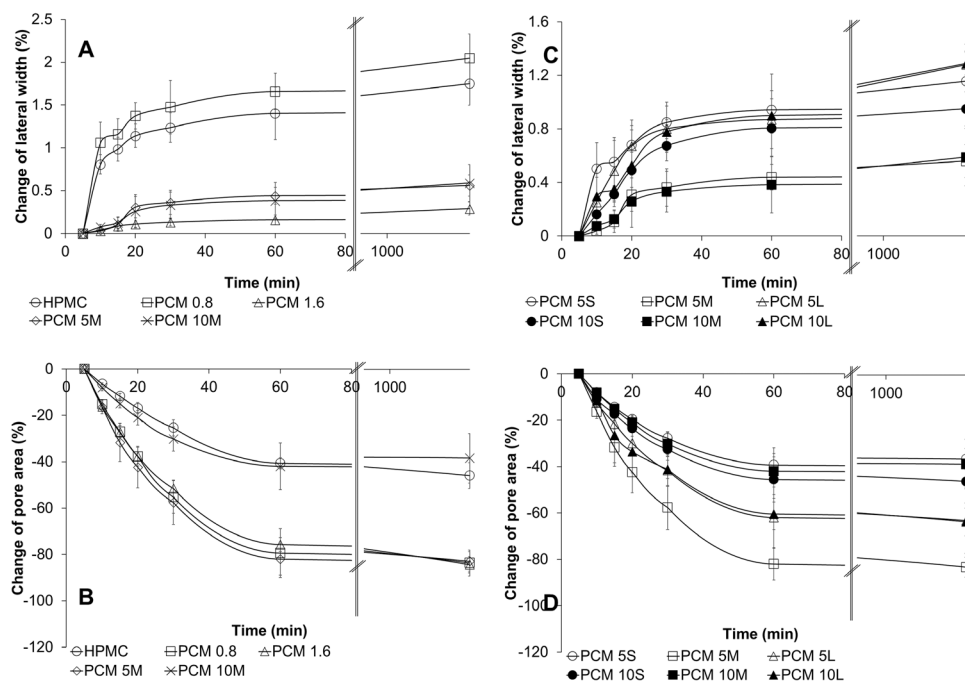 A
Change of lateral width (%)
2.5
2
1.5
1
0.5
0
0 20 40 60 80 1000
Time (min)
HPMC PCM 0.8 PCM 1.6
PCM 5M PCM 10M
C
Change of lateral width (%)
1.6
1.2
0.8
0.4
0
0 20 40 60 80 1000
Time (min)
PCM 5S PCM 5M PCM 5L
PCM 10S PCM 10M PCM 10L
B
Change of pore area (%)
0 20 40 60 80 1000
0
-20
-40
-60
-80
-100
-120
Time (min)
HPMC PCM 0.8 PCM 1.6
PCM 5M PCM 10M
D
Change of pore area (%)
0 20 40 60 80 1000
0
-20
-40
-60
-80
-100
-120
Time (min)
PCM 5S PCM 5M PCM 5L
PCM 10S PCM 10M PCM 10L